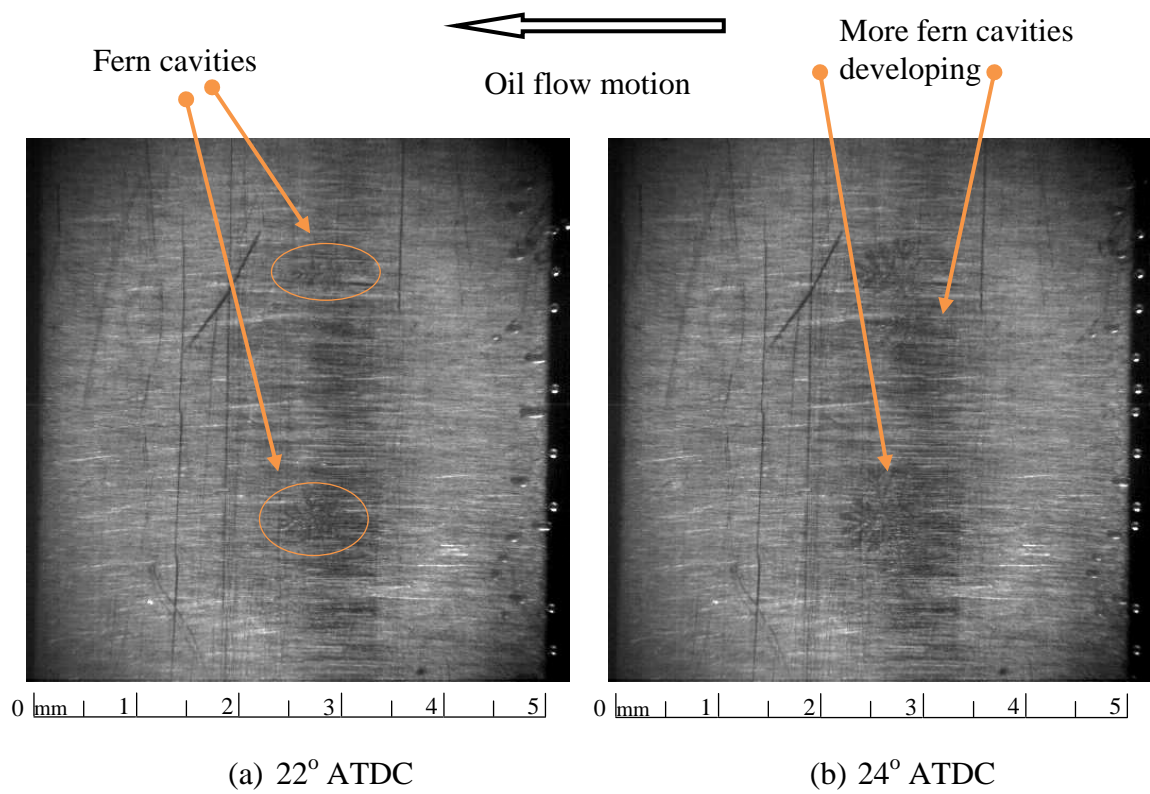 Fern cavities
Oil flow motion
More fern cavities
developing
0 mm 1 2 3 4 5
0 mm 1 2 3 4 5
(a) 22° ATDC
(b) 24° ATDC